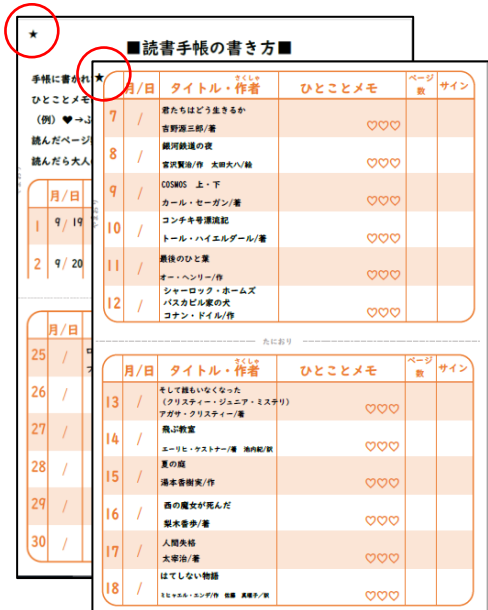 ★
■読書手帳の書き方■
手帳に書かれ
ひとことメモ
（例）♥→ぶ
読んだページ
読んだら大人
月/日
1 9/19
2 9/20
月/日
25 /
26 /
27 /
28 /
29 /
30 /
★
月/日 タイトル・作者 ひとことメモ ページ数 サイン
さくしゃ
7 / 君たちはどう生きるか
吉野源三郎/著 ♡♡♡
8 / 銀河鉄道の夜
宮沢賢治/作 太田大八/絵 ♡♡♡
9 / COSMOS 上・下
カール・セーガン/著 ♡♡♡
10 / コンチキ号漂流記
トール・ハイエルダール/著 ♡♡♡
11 / 最後のひと葉
オー・ヘンリー/作 ♡♡♡
12 / シャーロック・ホームズ
バスカビル家の犬
コナン・ドイル/作 ♡♡♡
たにおり
月/日 タイトル・作者 ひとことメモ ページ数 サイン
さくしゃ
13 / そして誰もいなくなった
（クリスティー・ジュニア・ミステリ）
アガサ・クリスティー/著 ♡♡♡
14 / 飛ぶ教室
エーリヒ・ケストナー/著 池内紀/訳 ♡♡♡
15 / 夏の庭
湯本香樹実/作 ♡♡♡
16 / 西の魔女が死んだ
梨木香歩/著 ♡♡♡
17 / 人間失格
太宰治/著 ♡♡♡
18 / はてしない物語
ミヒャエル・エンデ/作 佐藤 真理子/訳 ♡♡♡